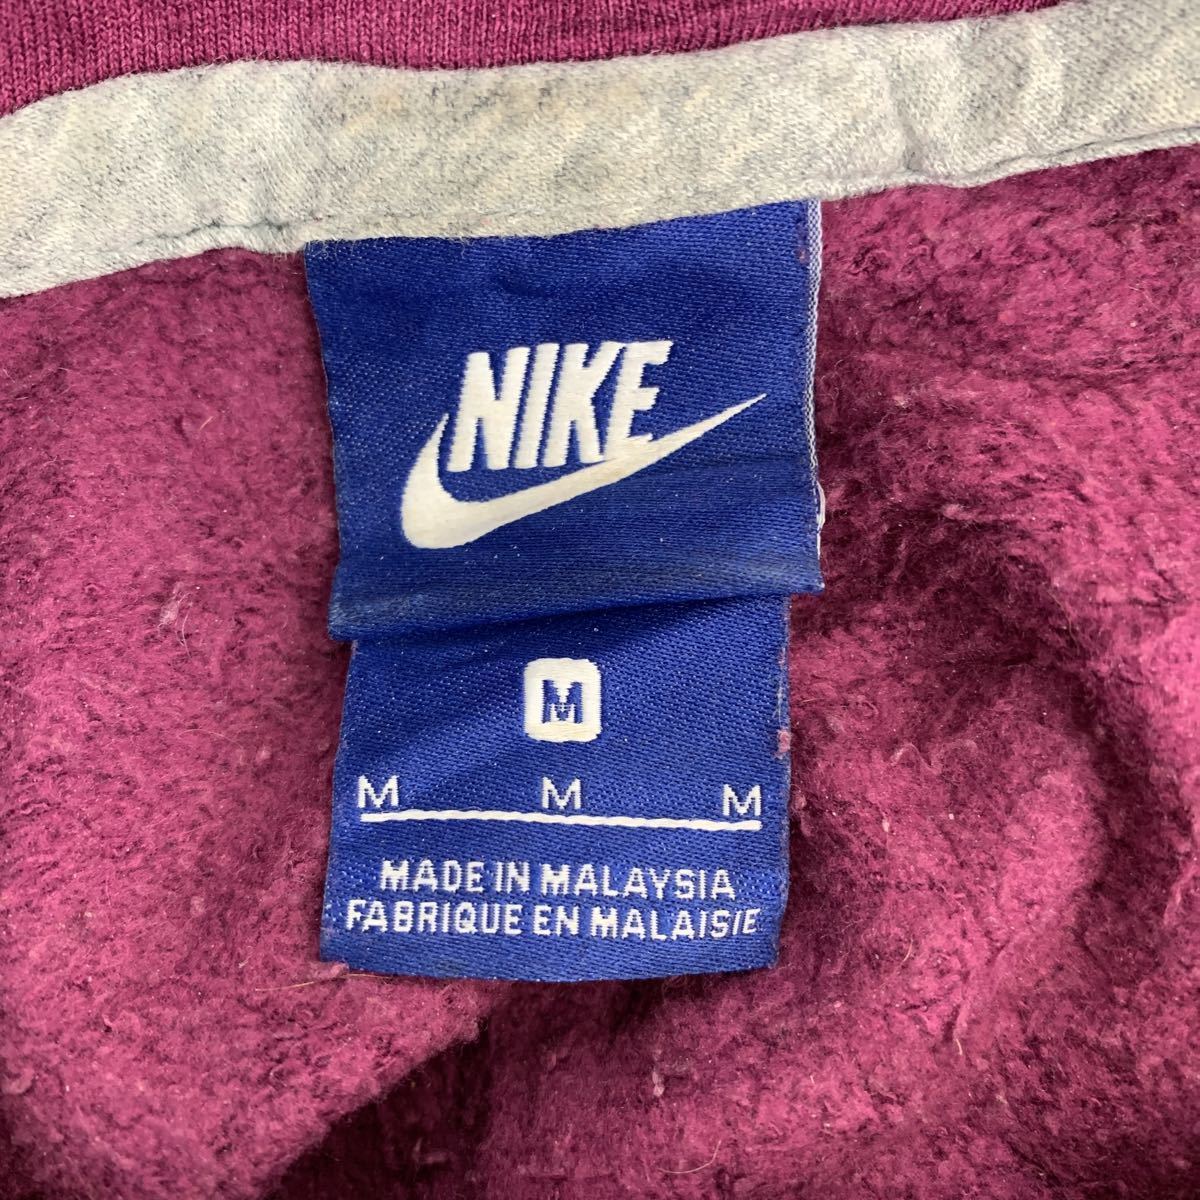 NIKE
M
M M M
MADE IN MALAYSIA
FABRIQUE EN MALAISIE